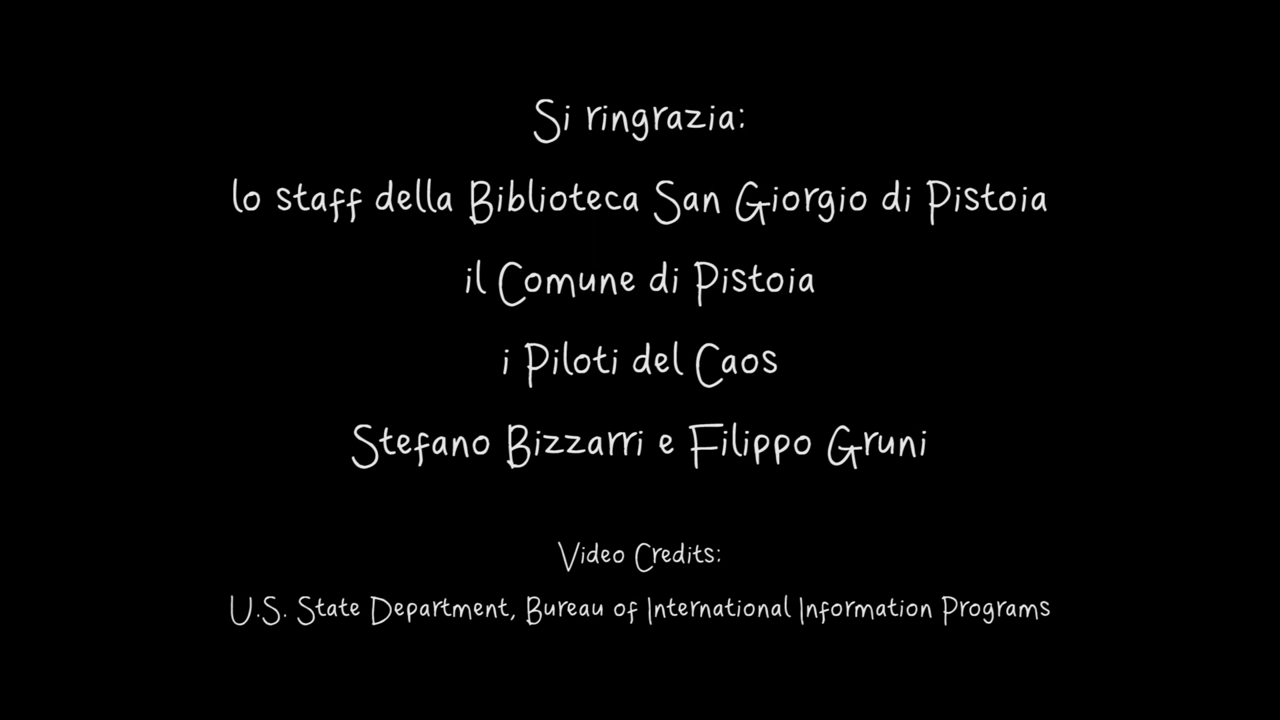 Si ringrazia:
lo staff della Biblioteca San Giorgio di Pistoia
il Comune di Pistoia
i Piloti del Caos
Stefano Bizzarri e Filippo Gruni
Video Credits:
U.S. State Department, Bureau of International Information Programs